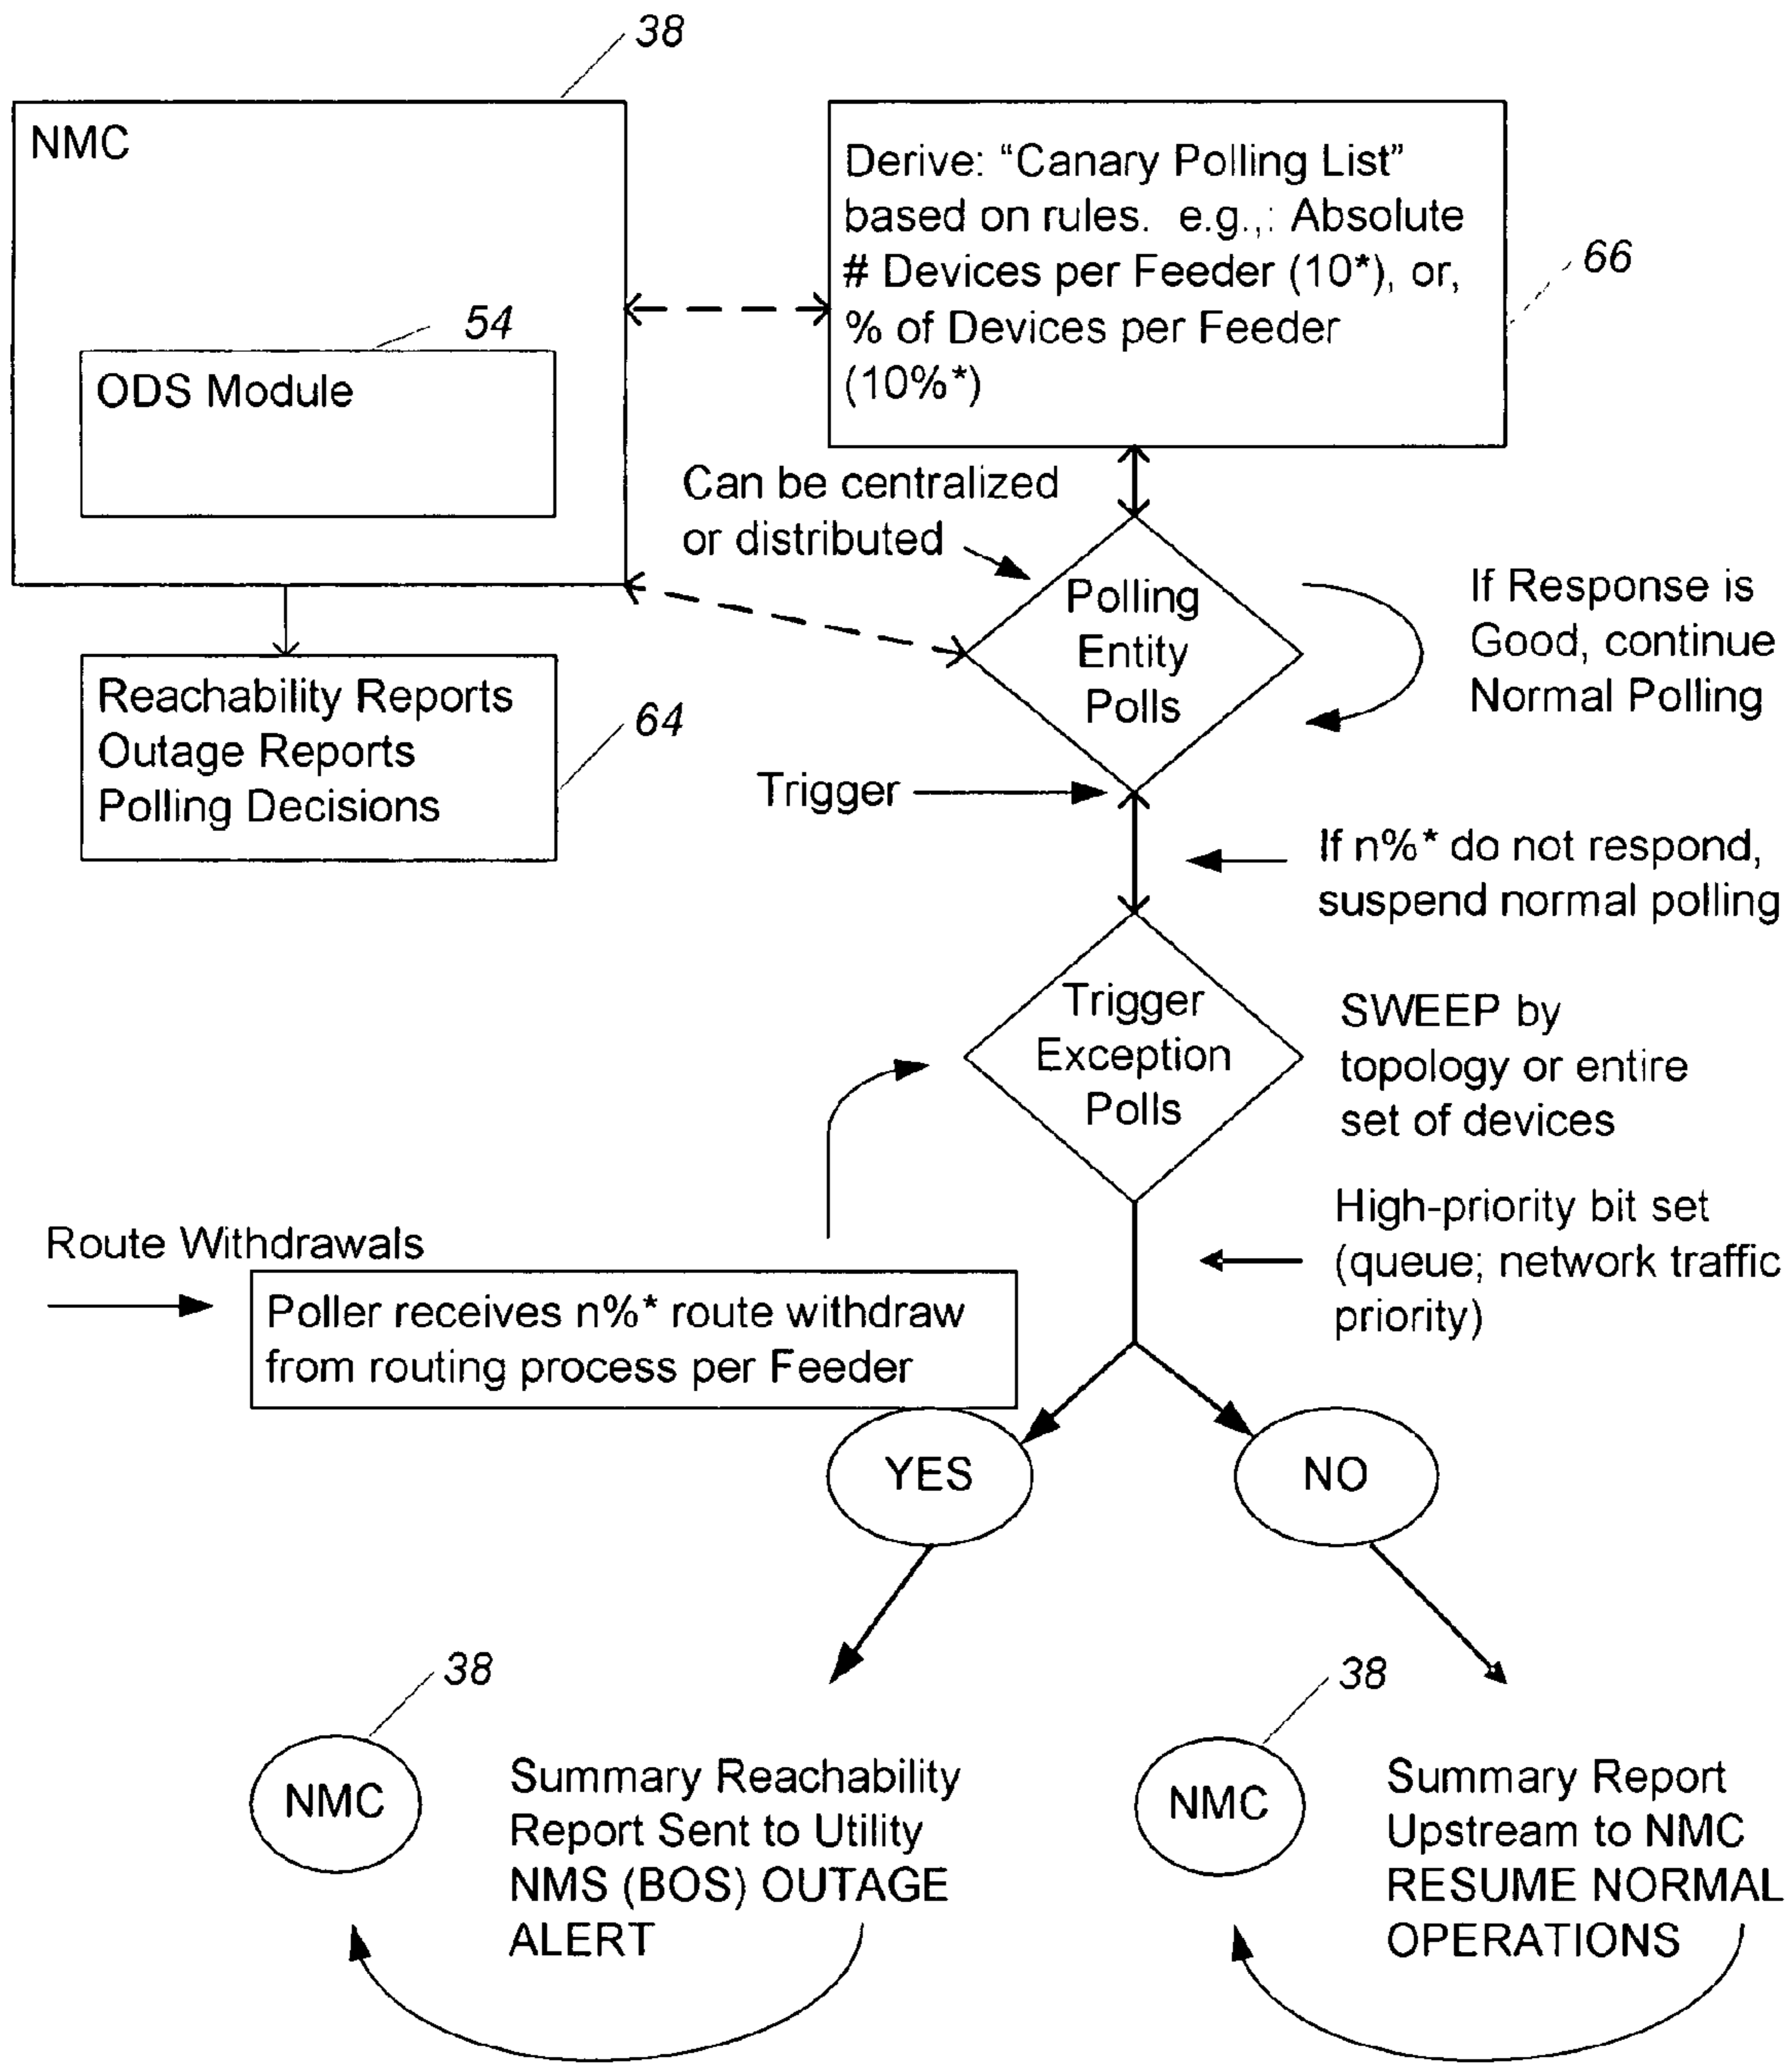 38
NMC
54
ODS Module
Derive: “Canary Polling List”
based on rules. e.g.,: Absolute
# Devices per Feeder (10*), or,
% of Devices per Feeder
(10%*)
66
Can be centralized
or distributed
Polling
Entity
Polls
If Response is
Good, continue
Normal Polling
Reachability Reports
Outage Reports
Polling Decisions
64
Trigger
If n%* do not respond,
suspend normal polling
Trigger
Exception
Polls
SWEEP by
topology or entire
set of devices
High-priority bit set
(queue; network traffic
priority)
Route Withdrawals
Poller receives n%* route withdraw
from routing process per Feeder
YES
NO
38
NMC
Summary Reachability
Report Sent to Utility
NMS (BOS) OUTAGE
ALERT
38
NMC
Summary Report
Upstream to NMC
RESUME NORMAL
OPERATIONS